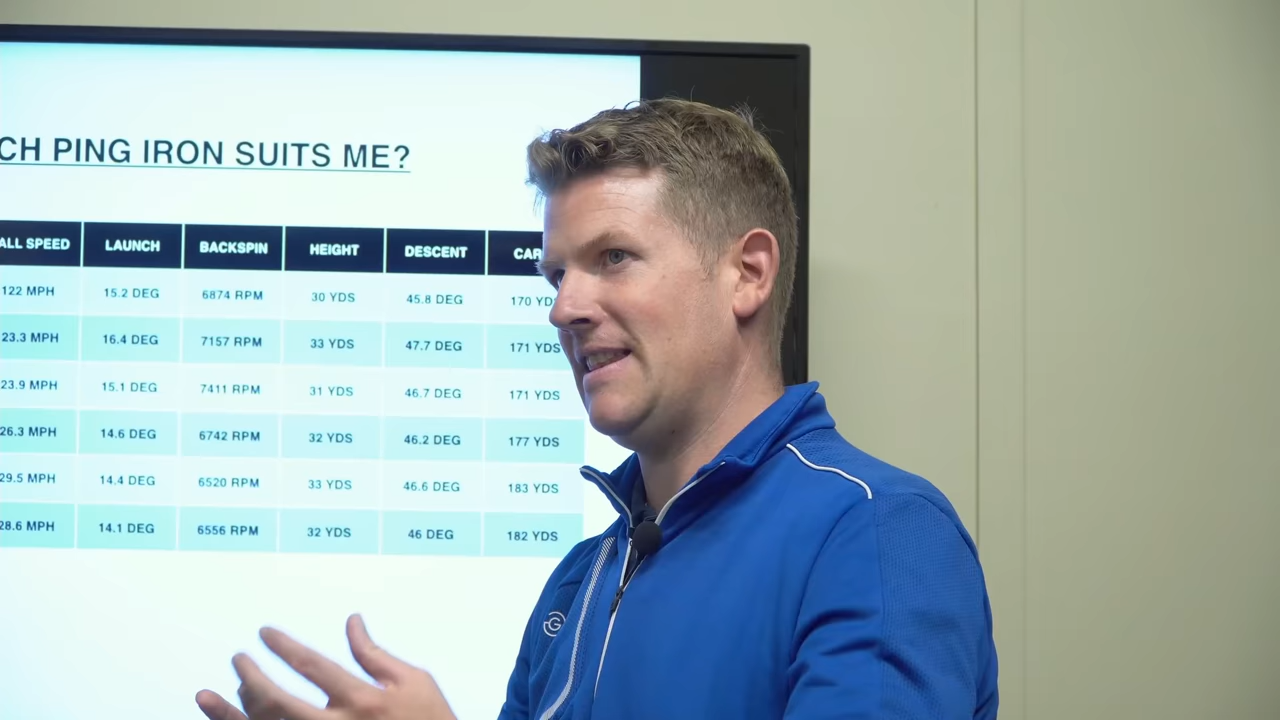 CH PING IRON SUITS ME?
ALL SPEED LAUNCH BACKSPIN HEIGHT DESCENT CAR
122 MPH 15.2 DEG 6874 RPM 30 YDS 45.8 DEG 170 YDS
23.3 MPH 16.4 DEG 7157 RPM 33 YDS 47.7 DEG 171 YDS
23.9 MPH 15.1 DEG 7411 RPM 31 YDS 46.7 DEG 171 YDS
26.3 MPH 14.6 DEG 6742 RPM 32 YDS 46.2 DEG 177 YDS
29.5 MPH 14.4 DEG 6520 RPM 33 YDS 46.6 DEG 183 YDS
28.6 MPH 14.1 DEG 6556 RPM 32 YDS 46 DEG 182 YDS
G